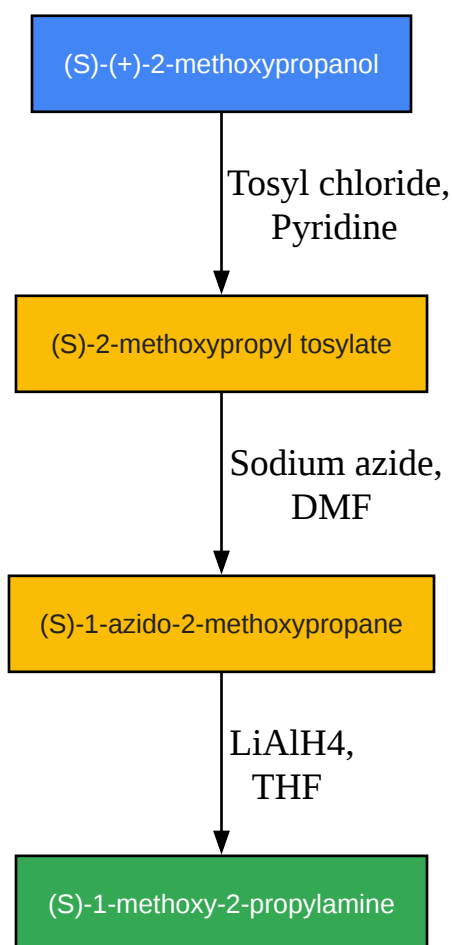 (S)-(+)-2-methoxypropanol
Tosyl chloride,
Pyridine
(S)-2-methoxypropyl tosylate
Sodium azide,
DMF
(S)-1-azido-2-methoxypropane
LiAlH4,
THF
(S)-1-methoxy-2-propylamine